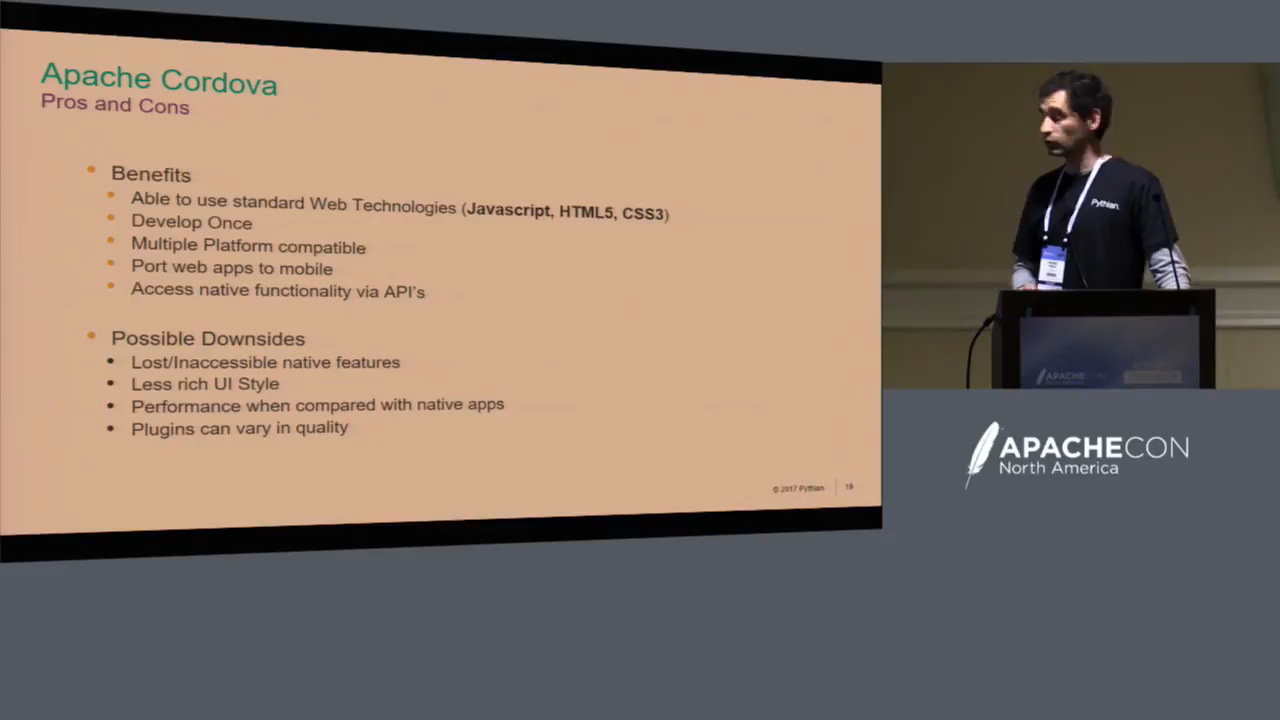 Apache Cordova
Pros and Cons
Benefits
Able to use standard Web Technologies (Javascript, HTML5, CSS3)
Develop Once
Multiple Platform compatible
Port web apps to mobile
Access native functionality via API's
Possible Downsides
Lost/Inaccessible native features
Less rich UI Style
Performance when compared with native apps
Plugins can vary in quality
© 2017 Pythian.
19
Pythian.
APACHE
APACHECON
North America